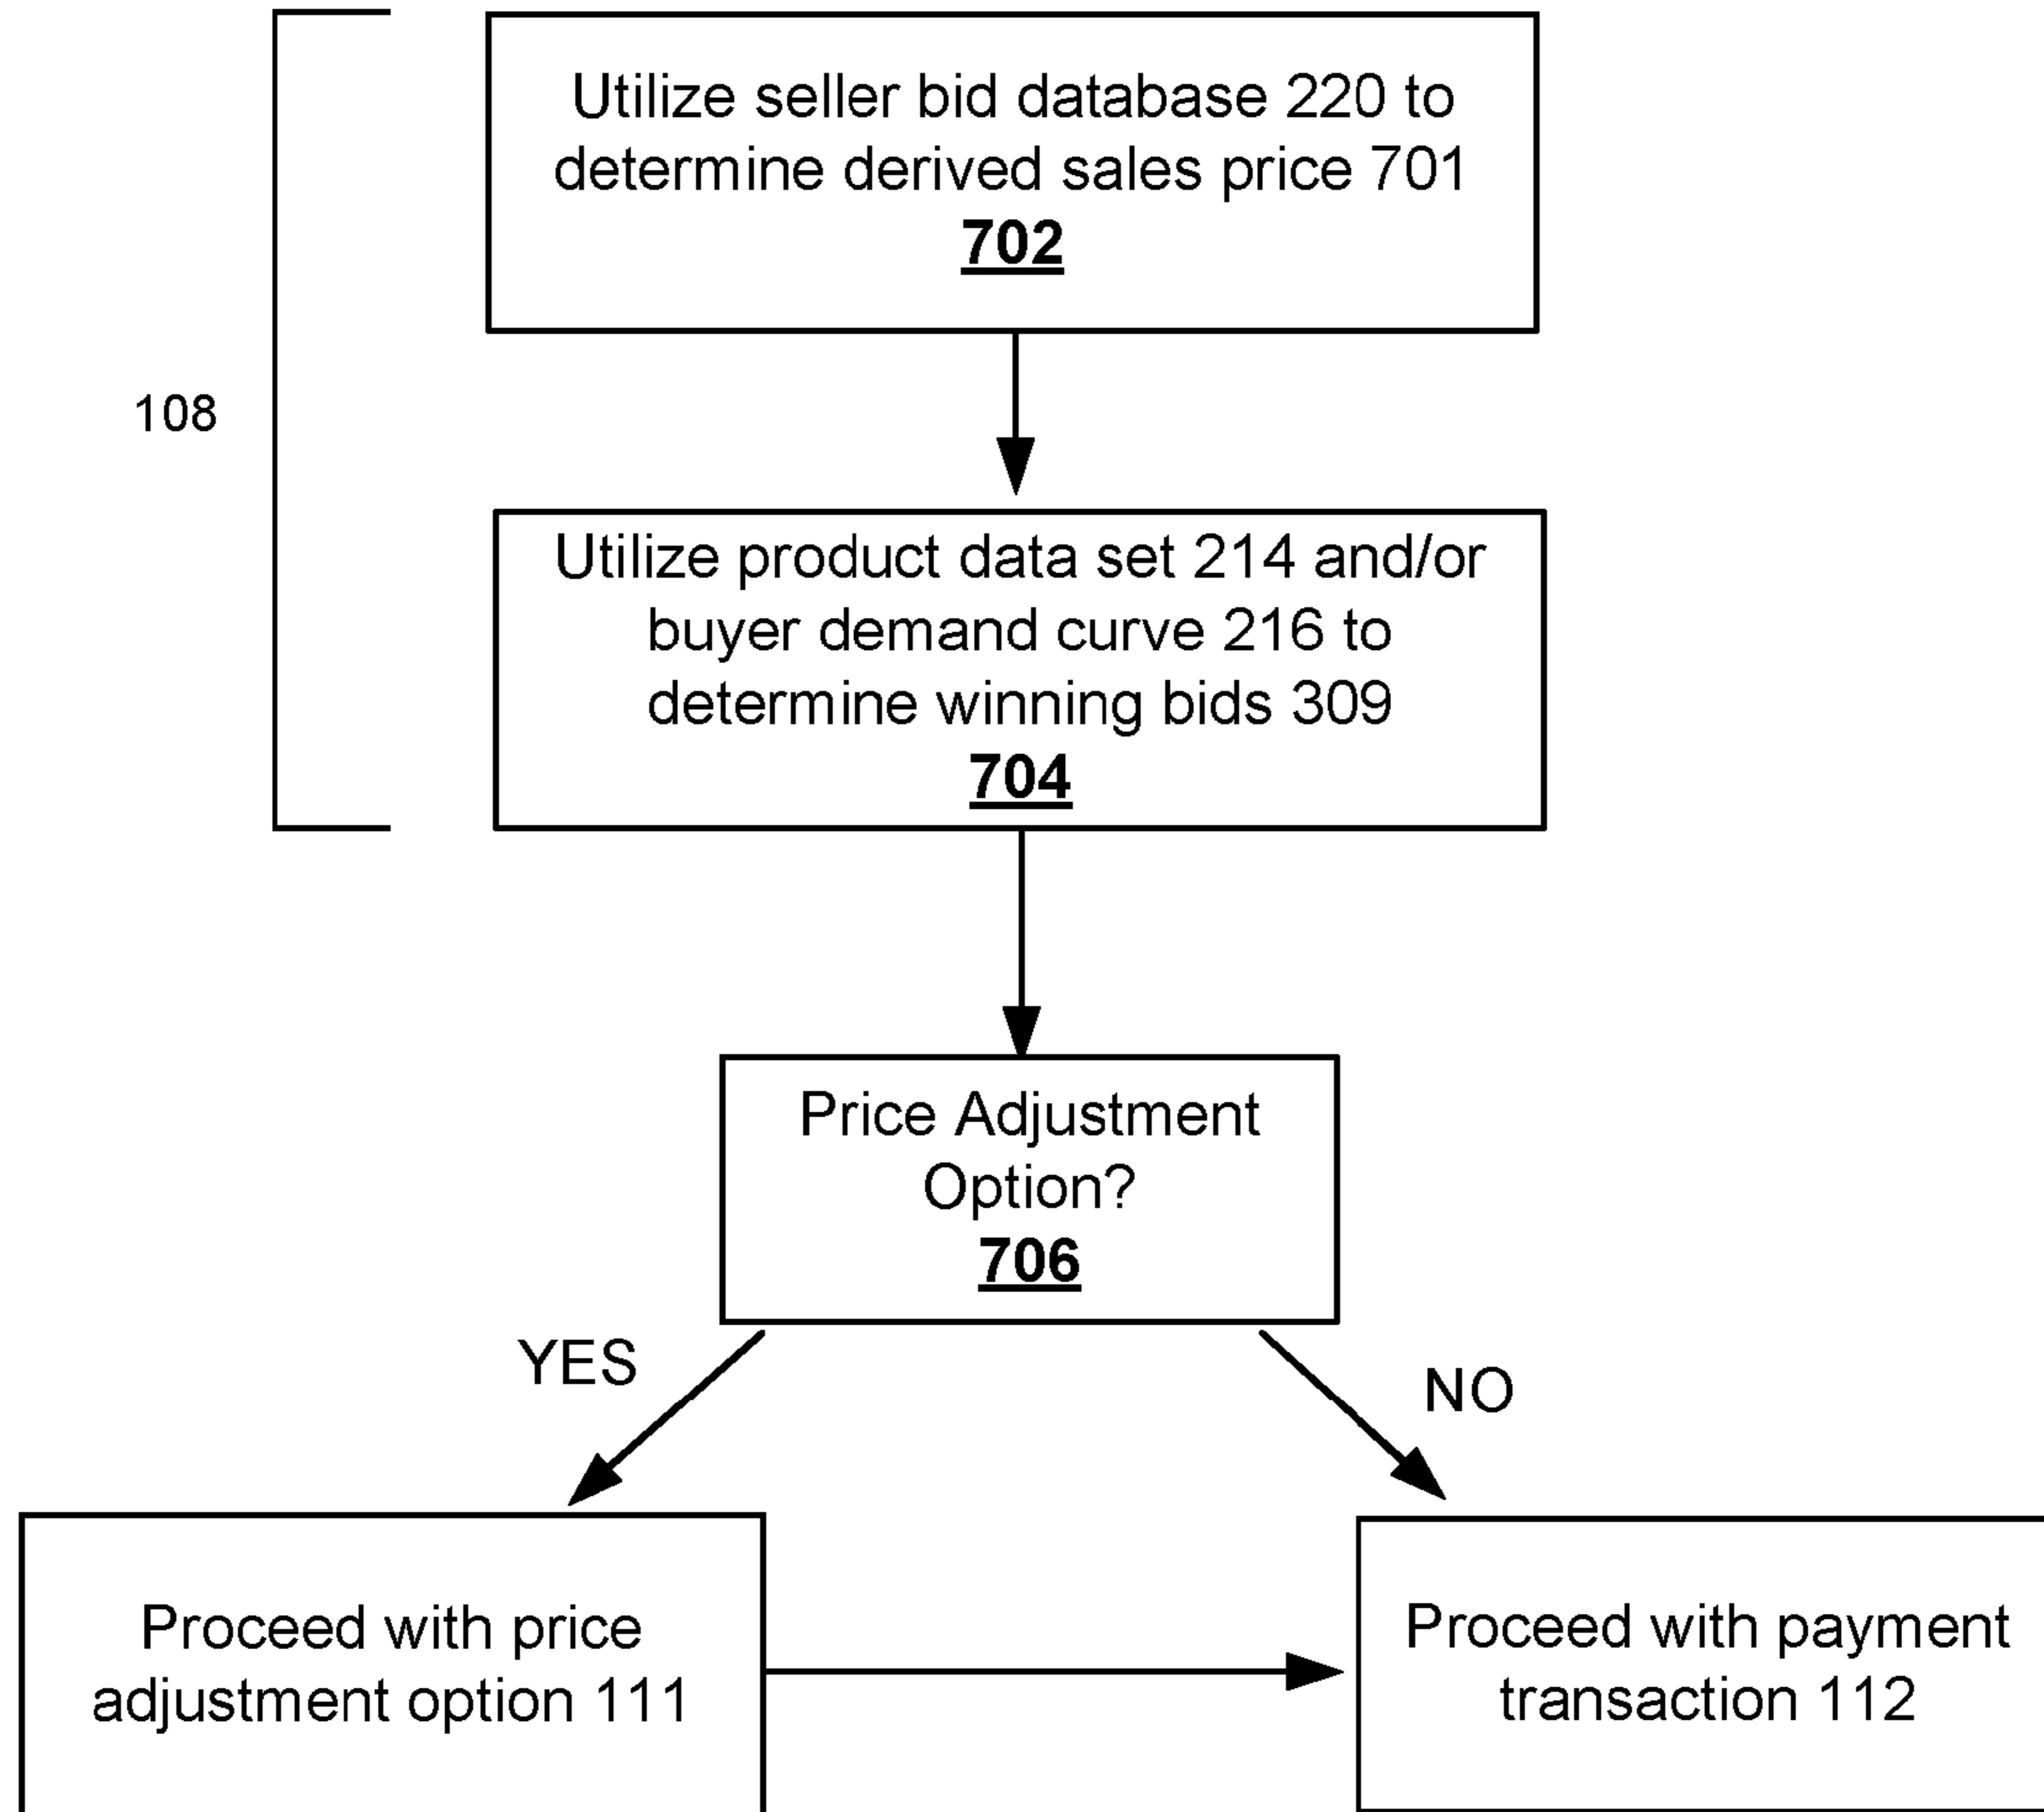 Utilize seller bid database 220 to
determine derived sales price 701
702
108
Utilize product data set 214 and/or
buyer demand curve 216 to
determine winning bids 309
704
Price Adjustment
Option?
706
YES
NO
Proceed with price
adjustment option 111
Proceed with payment
transaction 112